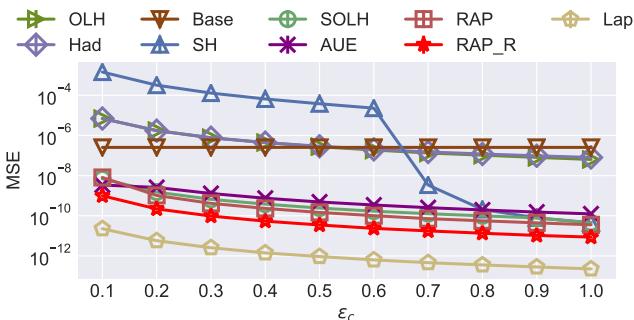 OLH Base SOLH RAP Lap
Had SH AUE RAP_R
10⁻⁴
10⁻⁶
10⁻⁸
10⁻¹⁰
10⁻¹²
MSE
0.1 0.2 0.3 0.4 0.5 0.6 0.7 0.8 0.9 1.0
ϵc